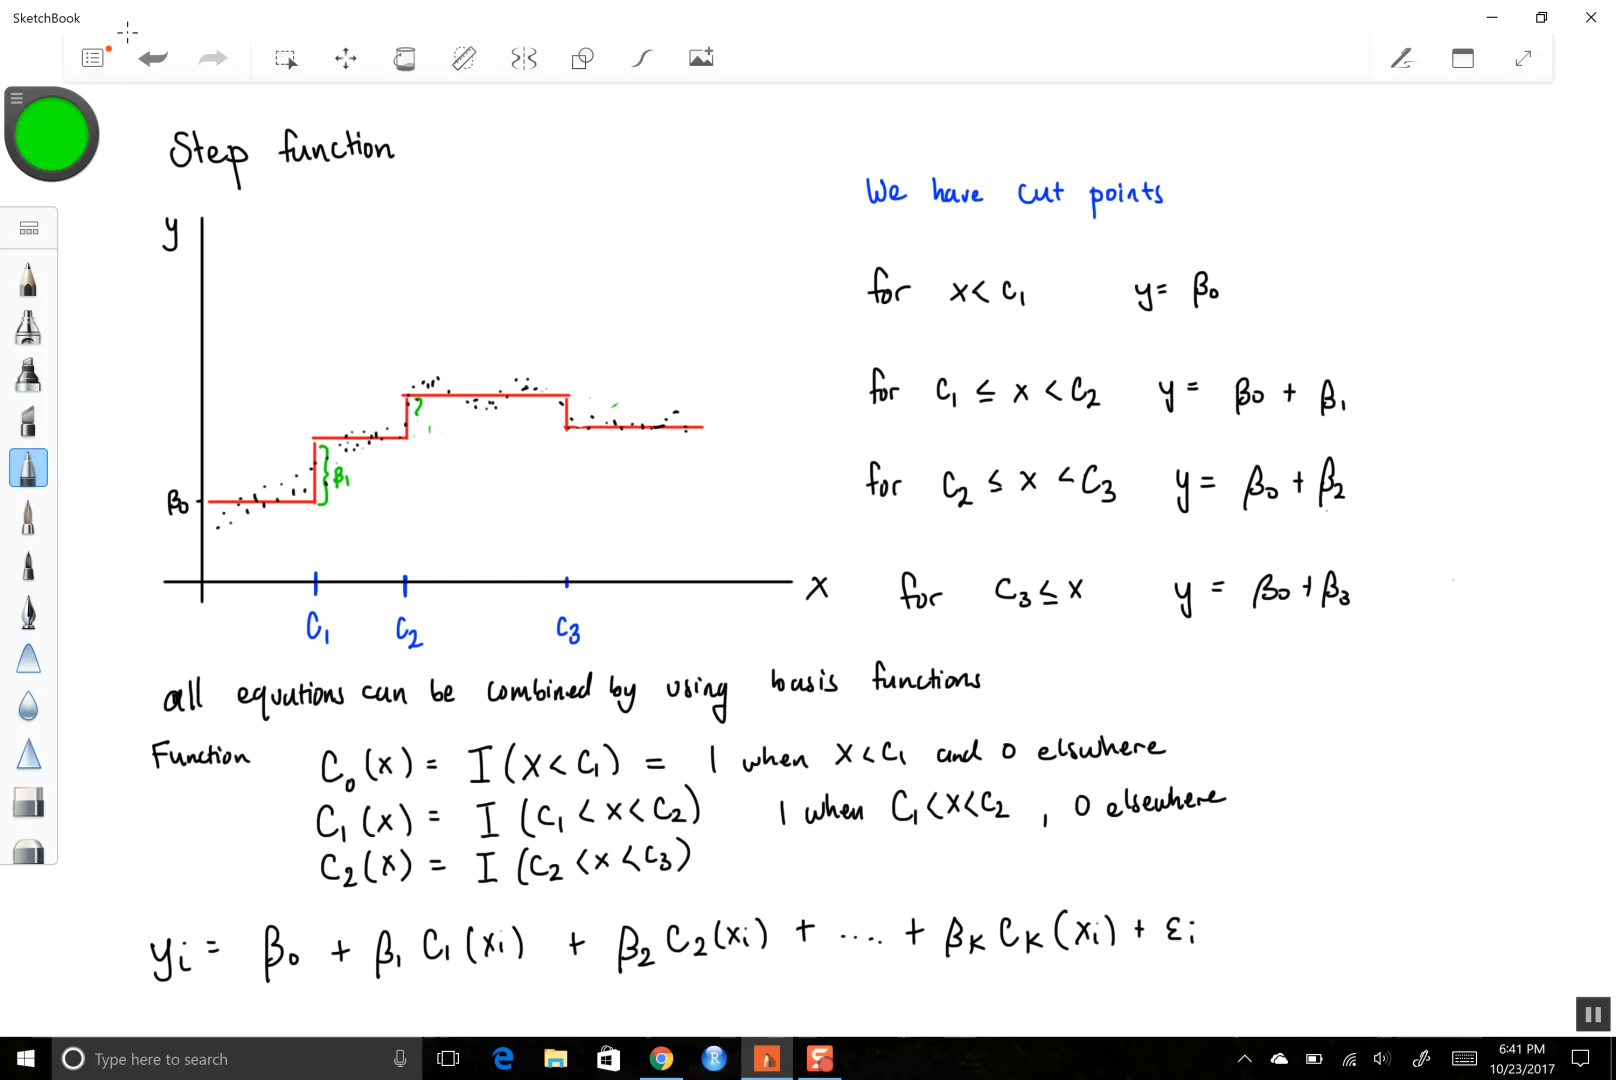 SketchBook
Step function
We have cut points
y
for x < c₁ y = β₀
for C₁ ≤ x < C₂ y = β₀ + β₁
for C₂ ≤ x < C₃ y = β₀ + β₂
for C₃ ≤ x y = β₀ + β₃
β₁
β₀
x
C₁ C₂ C₃
all equations can be combined by using basis functions
Function C₀(x) = I(x < C₁) = 1 when x < C₁ and 0 elswhere
C₁(x) = I(C₁ < x < C₂) 1 when C₁ < x < C₂, 0 elsewhere
C₂(x) = I(C₂ < x < C₃)
yi = β₀ + β₁ C₁(xi) + β₂ C₂(xi) + .... + βK CK(xi) + εi
Type here to search
6:41 PM
10/23/2017